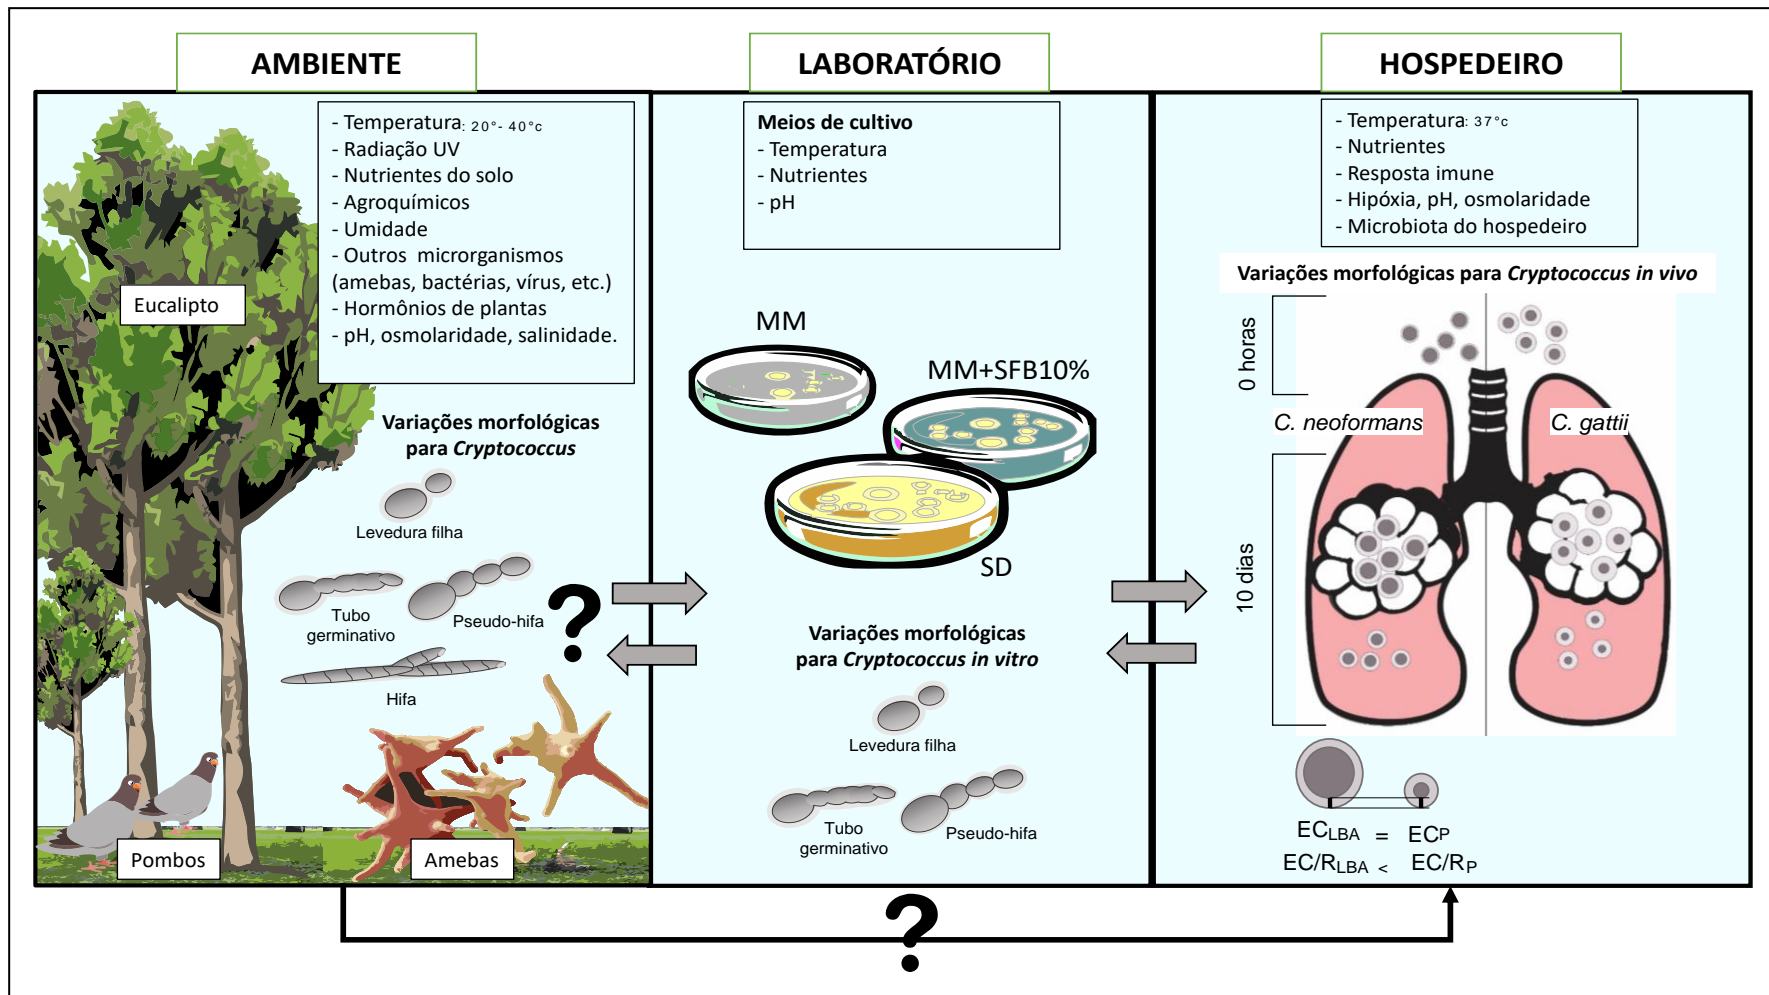 AMBIENTE
- Temperatura: 20°- 40°c
- Radiação UV
- Nutrientes do solo
- Agroquímicos
- Umidade
- Outros microrganismos
(amebas, bactérias, vírus, etc.)
- Hormônios de plantas
- pH, osmolaridade, salinidade.
Eucalipto
Variações morfológicas
para Cryptococcus
Levedura filha
Tubo
germinativo
Pseudo-hifa
Hifa
?
Pombos
Amebas
LABORATÓRIO
Meios de cultivo
- Temperatura
- Nutrientes
- pH
MM
MM+SFB10%
SD
Variações morfológicas
para Cryptococcus in vitro
Levedura filha
Tubo
germinativo
Pseudo-hifa
HOSPEDEIRO
- Temperatura: 37°c
- Nutrientes
- Resposta imune
- Hipóxia, pH, osmolaridade
- Microbiota do hospedeiro
Variações morfológicas para Cryptococcus in vivo
0 horas
C. neoformans
C. gattii
10 dias
EC LBA = EC P
EC/R LBA < EC/R P
?